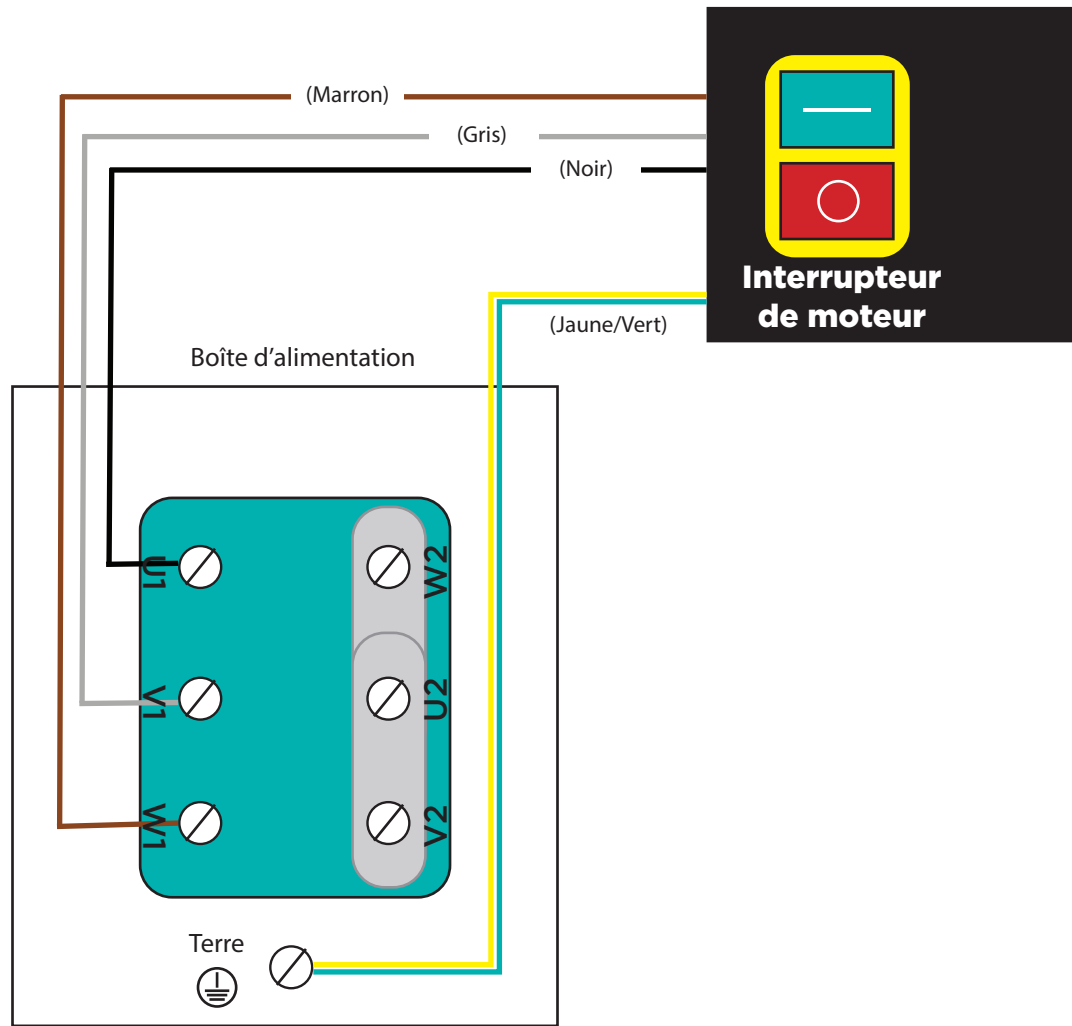 (Marron)
(Gris)
(Noir)
Interrupteur
de moteur
(Jaune/Vert)
Boîte d’alimentation
U1
W2
V1
U2
W1
V2
Terre